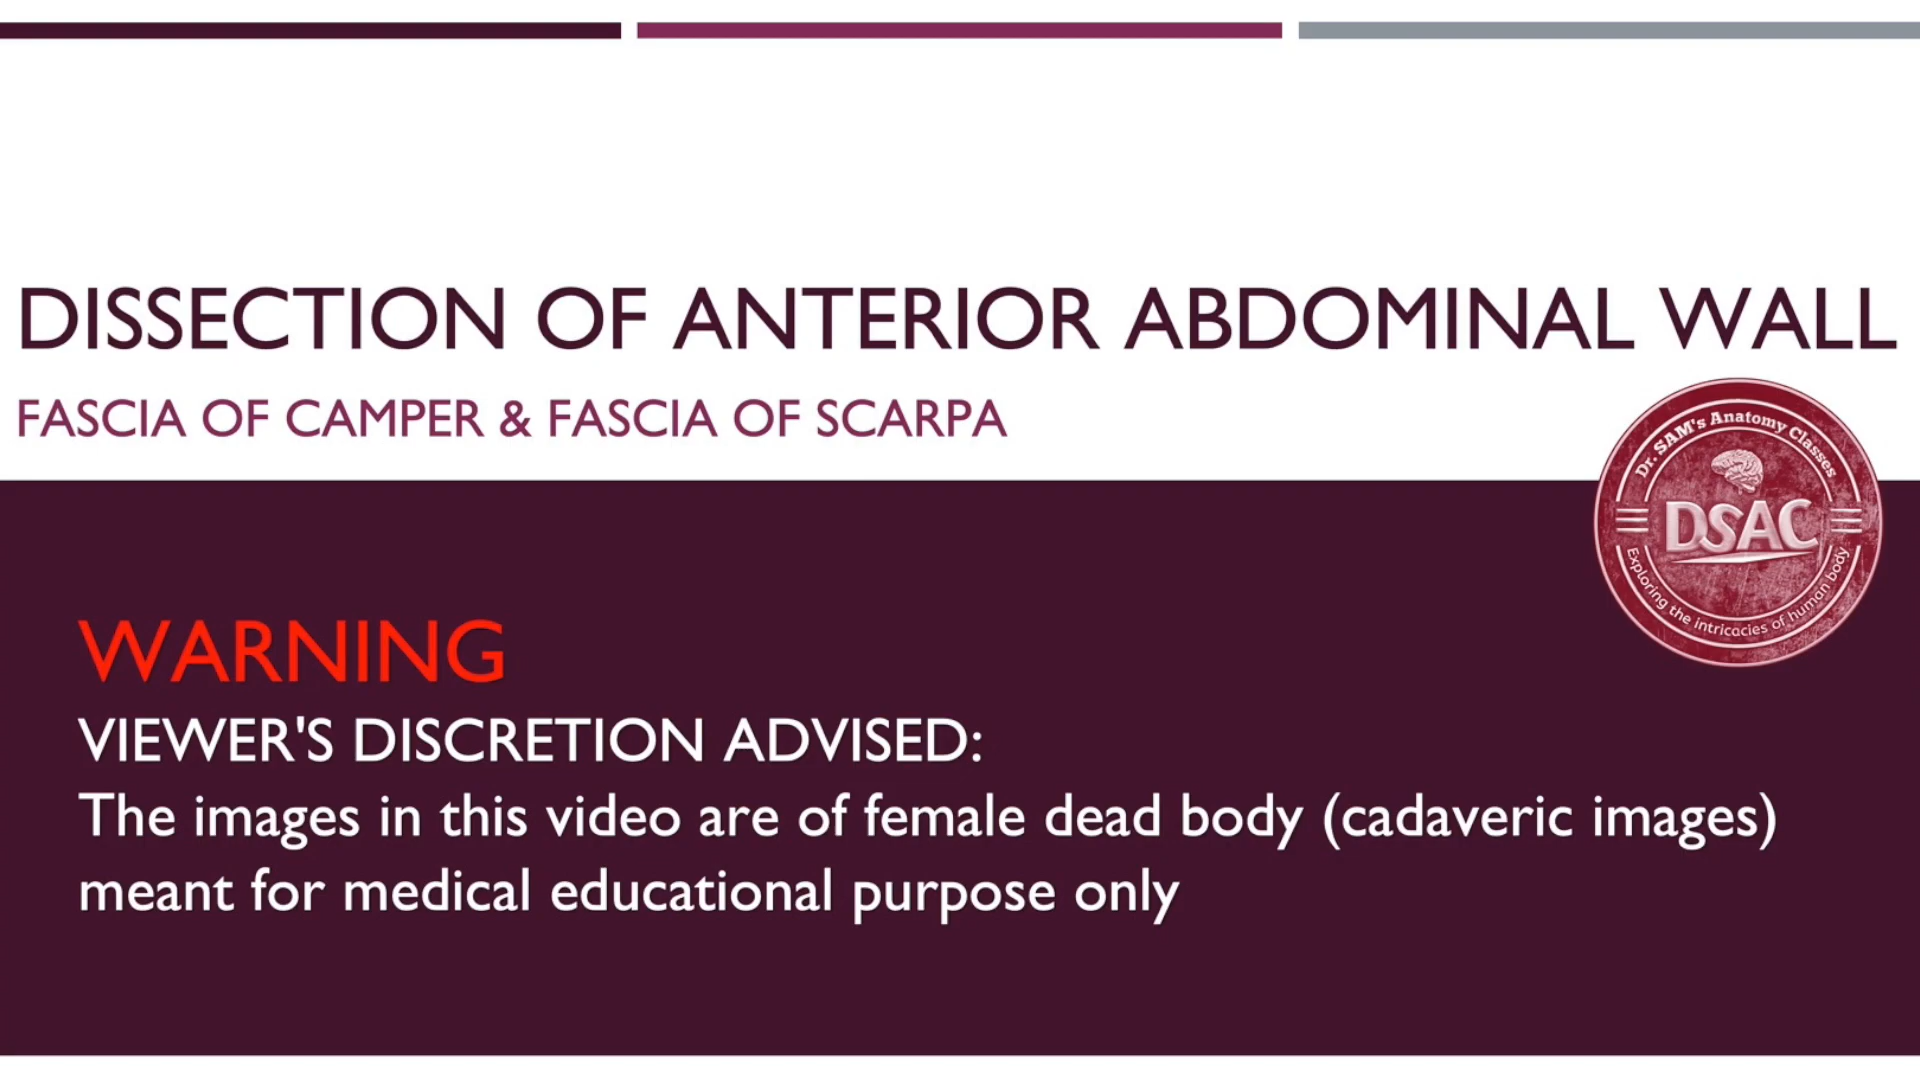 DISSECTION OF ANTERIOR ABDOMINAL WALL
FASCIA OF CAMPER & FASCIA OF SCARPA
Dr. SAM's Anatomy Classes
DSAC
Exploring the intricacies of human body
WARNING
VIEWER'S DISCRETION ADVISED:
The images in this video are of female dead body (cadaveric images)
meant for medical educational purpose only